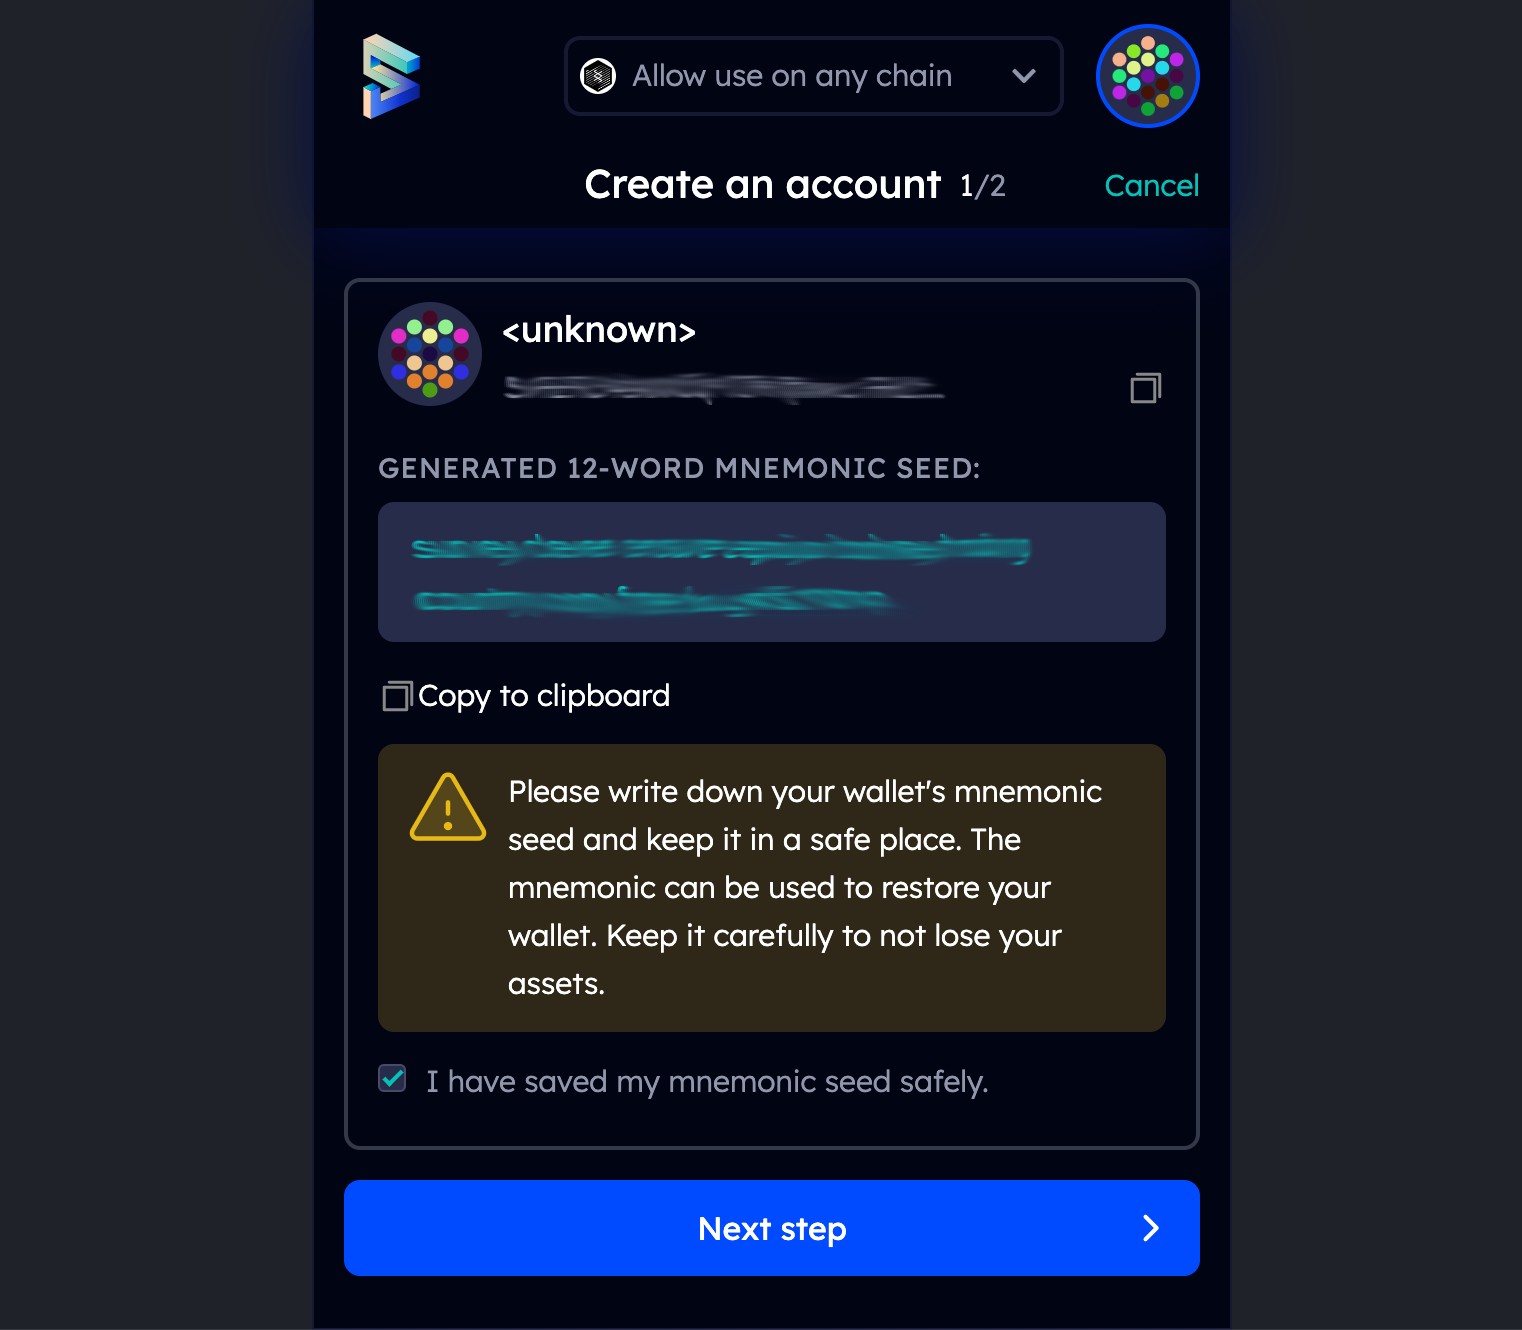 Allow use on any chain
Create an account 1/2
Cancel
<unknown>
GENERATED 12-WORD MNEMONIC SEED:
Copy to clipboard
Please write down your wallet's mnemonic
seed and keep it in a safe place. The
mnemonic can be used to restore your
wallet. Keep it carefully to not lose your
assets.
I have saved my mnemonic seed safely.
Next step